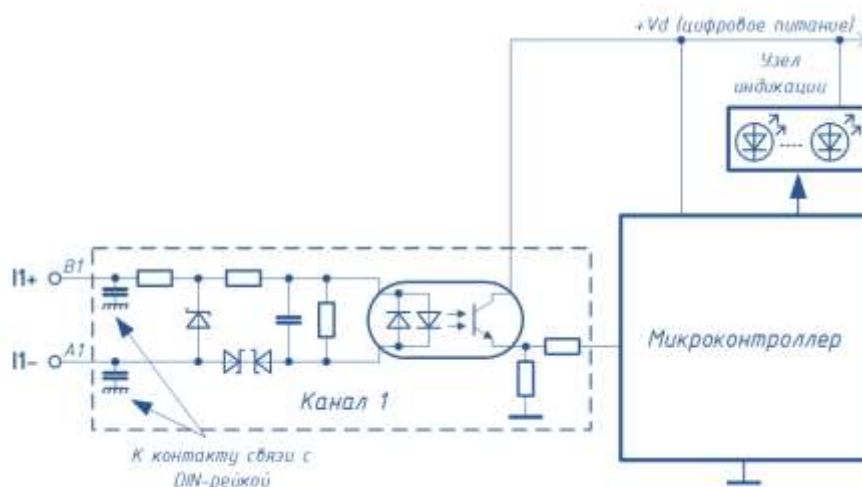 +Vd (цифровое питание)
Узел
индикации
I1+ B1
I1- A1
Микроконтроллер
Канал 1
К контакту связи с
DIN-рейкой